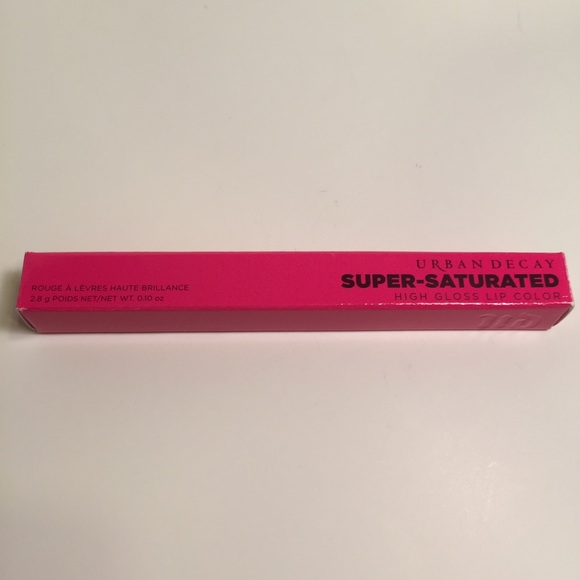 ROUGE À LÈVRES HAUTE BRILLANCE
2.8 g POIDS NET/NET WT. 0.10 oz
URBAN DECAY
SUPER-SATURATED
HIGH GLOSS LIP COLOR
UD